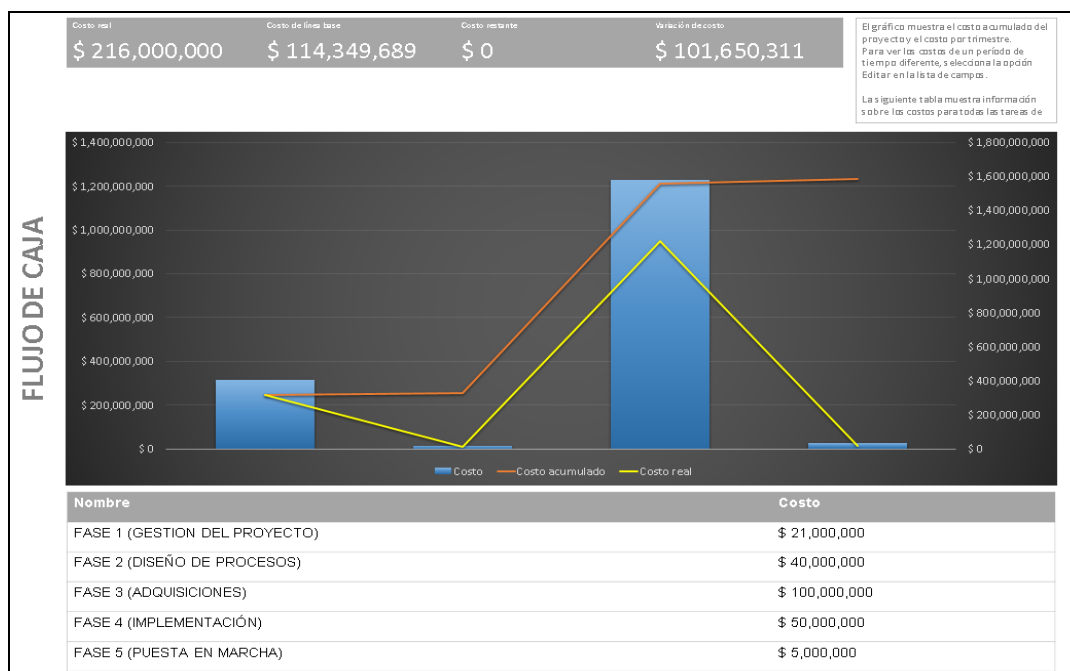 Costo real
$ 216,000,000
Costo de línea base
$ 114,349,689
Costo restante
$ 0
Variación de costo
$ 101,650,311
El gráfico muestra el costo acumulado del
proyecto y el costo por trimestre.
Para ver los costos de un período de
tiempo diferente, selecciona la opción
Editar en la lista de campos.
La siguiente tabla muestra información
sobre los costos para todas las tareas de
FLUJO DE CAJA
$ 1,400,000,000
$ 1,200,000,000
$ 1,000,000,000
$ 800,000,000
$ 600,000,000
$ 400,000,000
$ 200,000,000
$ 0
$ 1,800,000,000
$ 1,600,000,000
$ 1,400,000,000
$ 1,200,000,000
$ 1,000,000,000
$ 800,000,000
$ 600,000,000
$ 400,000,000
$ 200,000,000
$ 0
Costo Costo acumulado Costo real
Nombre Costo
FASE 1 (GESTION DEL PROYECTO) $ 21,000,000
FASE 2 (DISEÑO DE PROCESOS) $ 40,000,000
FASE 3 (ADQUISICIONES) $ 100,000,000
FASE 4 (IMPLEMENTACIÓN) $ 50,000,000
FASE 5 (PUESTA EN MARCHA) $ 5,000,000